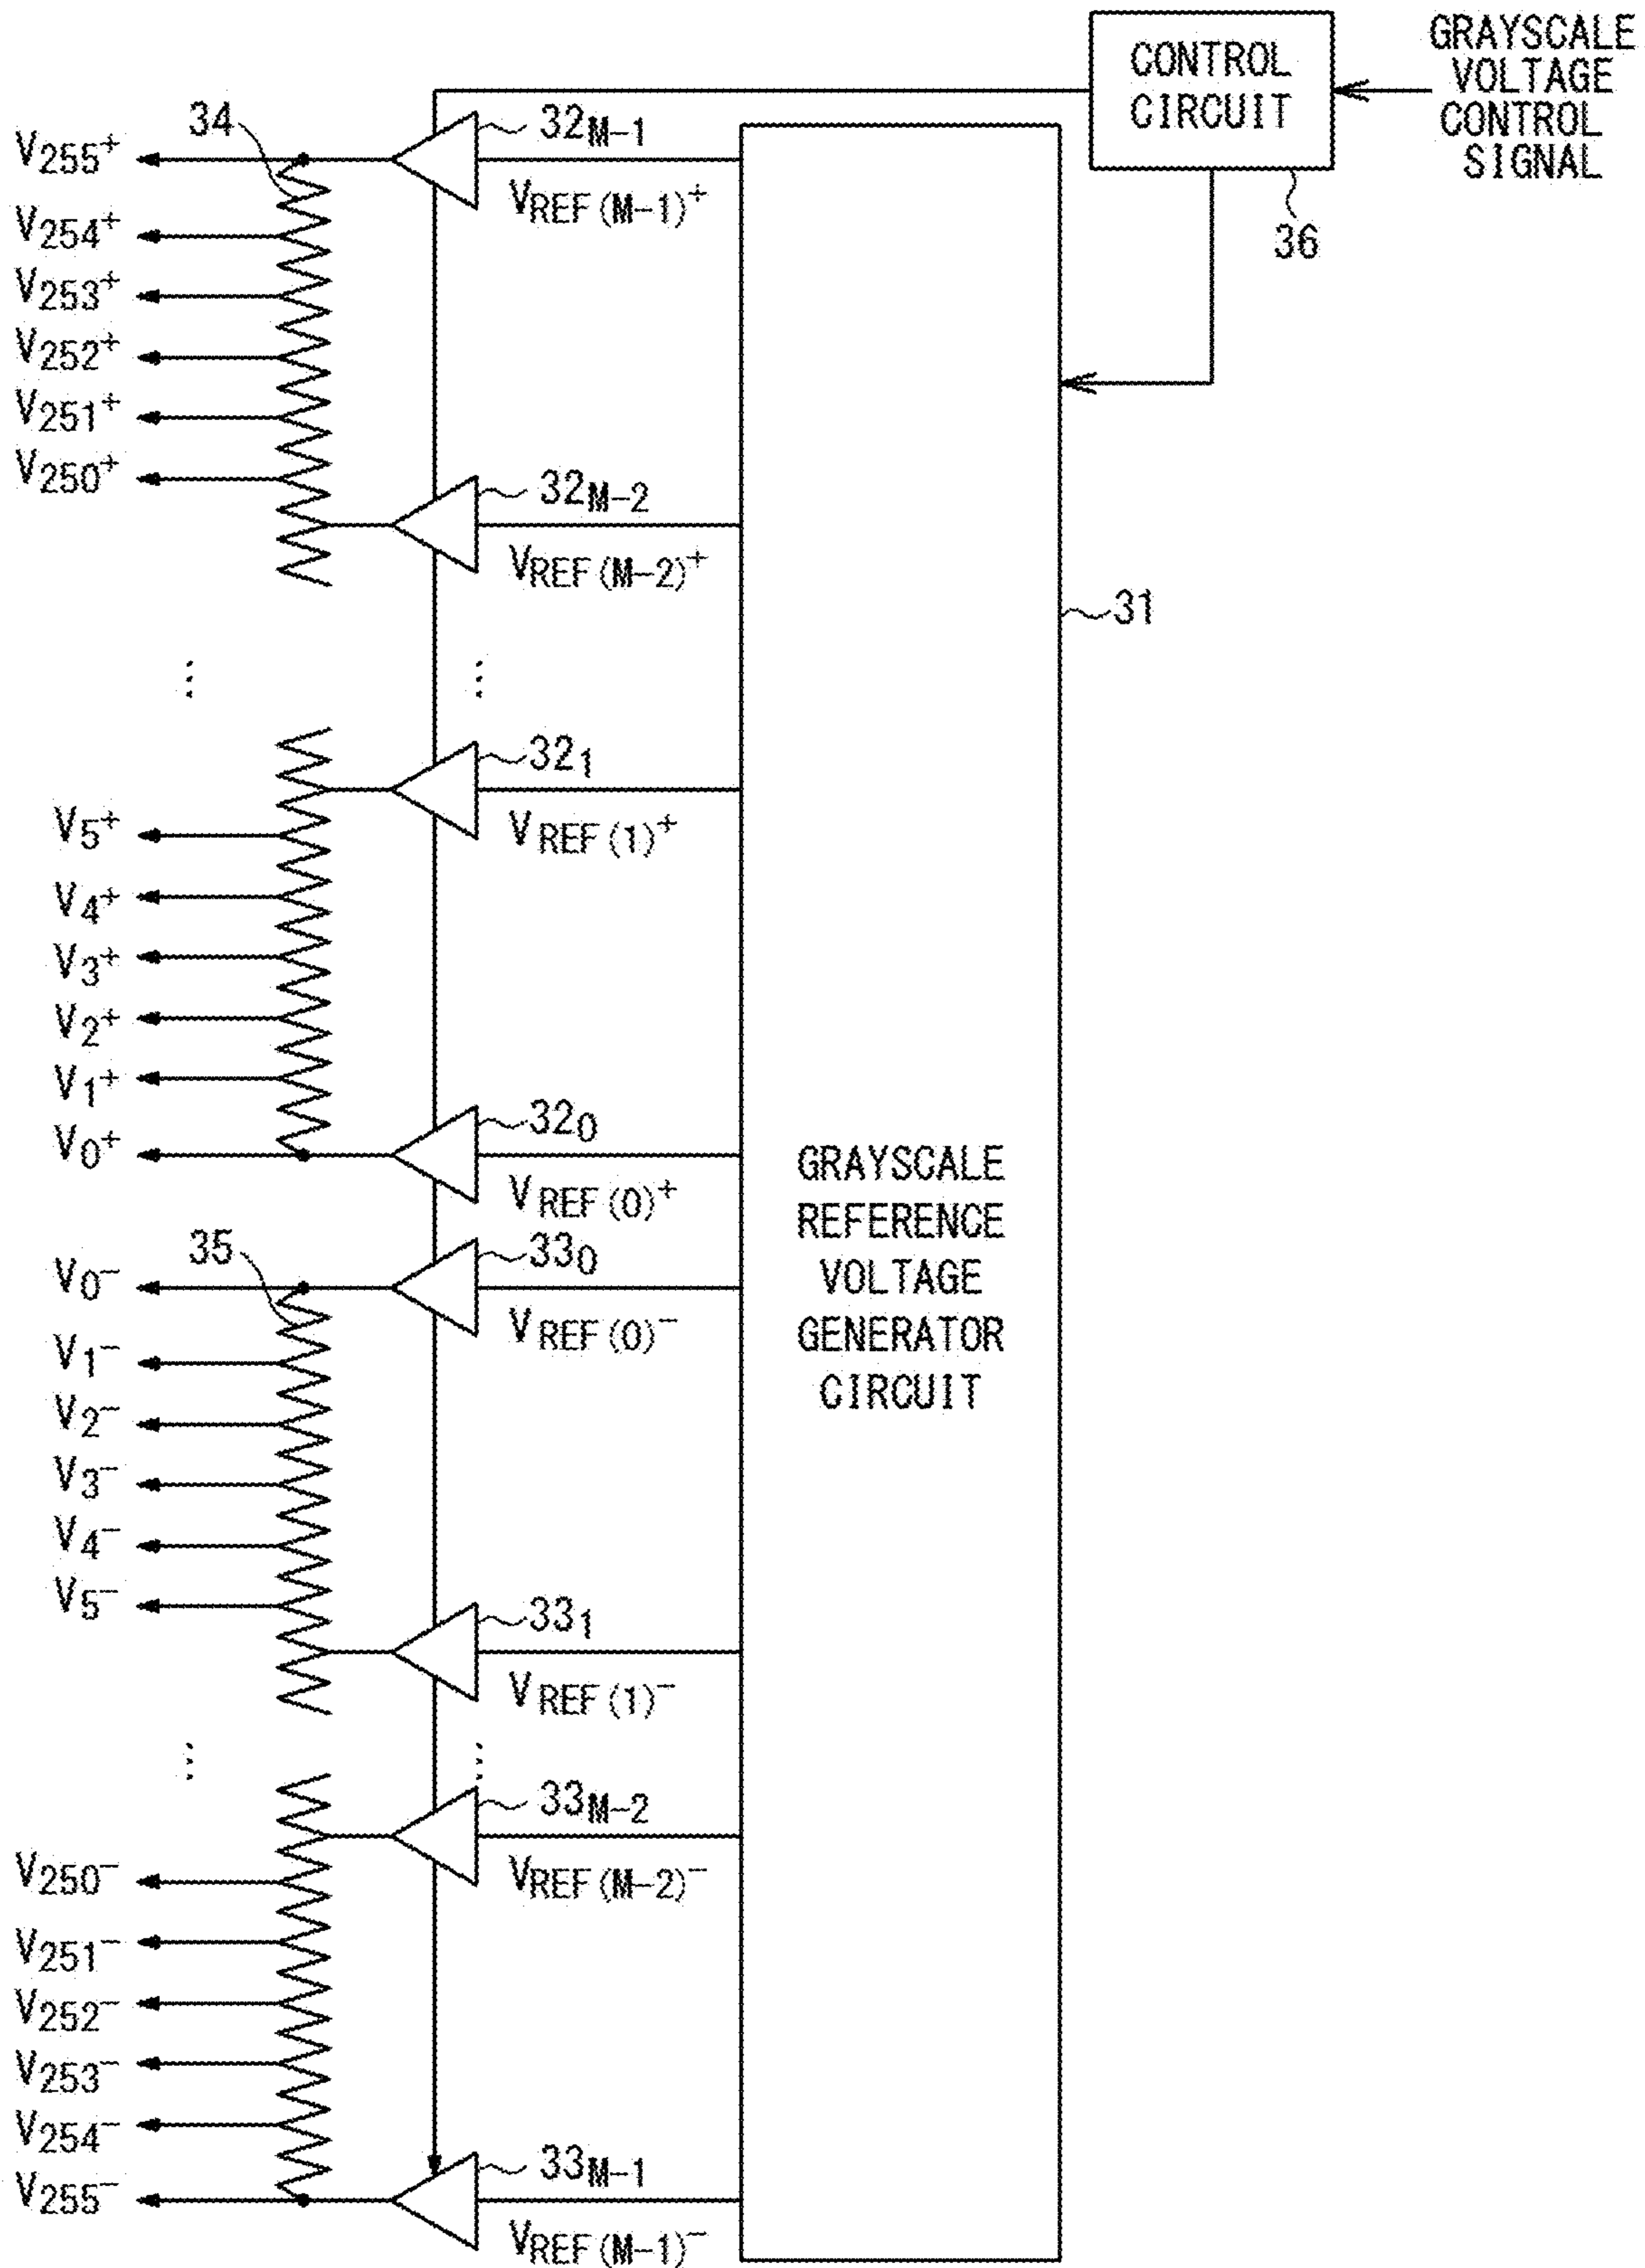 CONTROL
CIRCUIT
36
GRAYSCALE
VOLTAGE
CONTROL
SIGNAL
34
V255+
V254+
V253+
V252+
V251+
V250+
32M-1
VREF(M-1)+
32M-2
VREF(M-2)+
31
...
...
321
VREF(1)+
V5+
V4+
V3+
V2+
V1+
V0+
320
VREF(0)+
GRAYSCALE
REFERENCE
VOLTAGE
GENERATOR
CIRCUIT
35
330
VREF(0)-
V0-
V1-
V2-
V3-
V4-
V5-
331
VREF(1)-
...
...
33M-2
VREF(M-2)-
V250-
V251-
V252-
V253-
V254-
V255-
33M-1
VREF(M-1)-